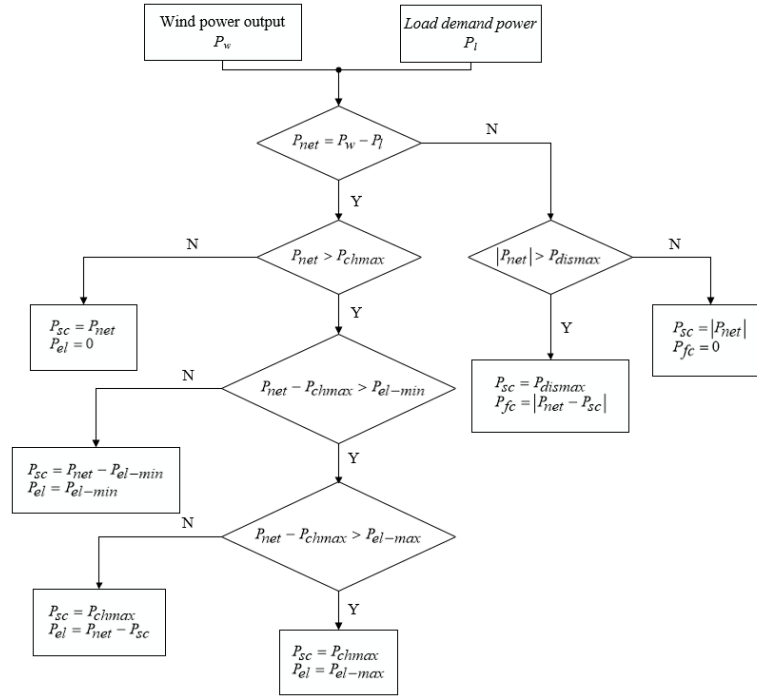 Wind power output
P_w
Load demand power
P_l
P_net = P_w − P_l
N
Y
N
P_net > P_chmax
|P_net| > P_dismax
N
Y
Y
P_sc = P_net
P_el = 0
P_sc = |P_net|
P_fc = 0
N
P_net − P_chmax > P_el−min
P_sc = P_dismax
P_fc = |P_net − P_sc|
Y
P_sc = P_net − P_el−min
P_el = P_el−min
N
P_net − P_chmax > P_el−max
Y
P_sc = P_chmax
P_el = P_net − P_sc
P_sc = P_chmax
P_el = P_el−max